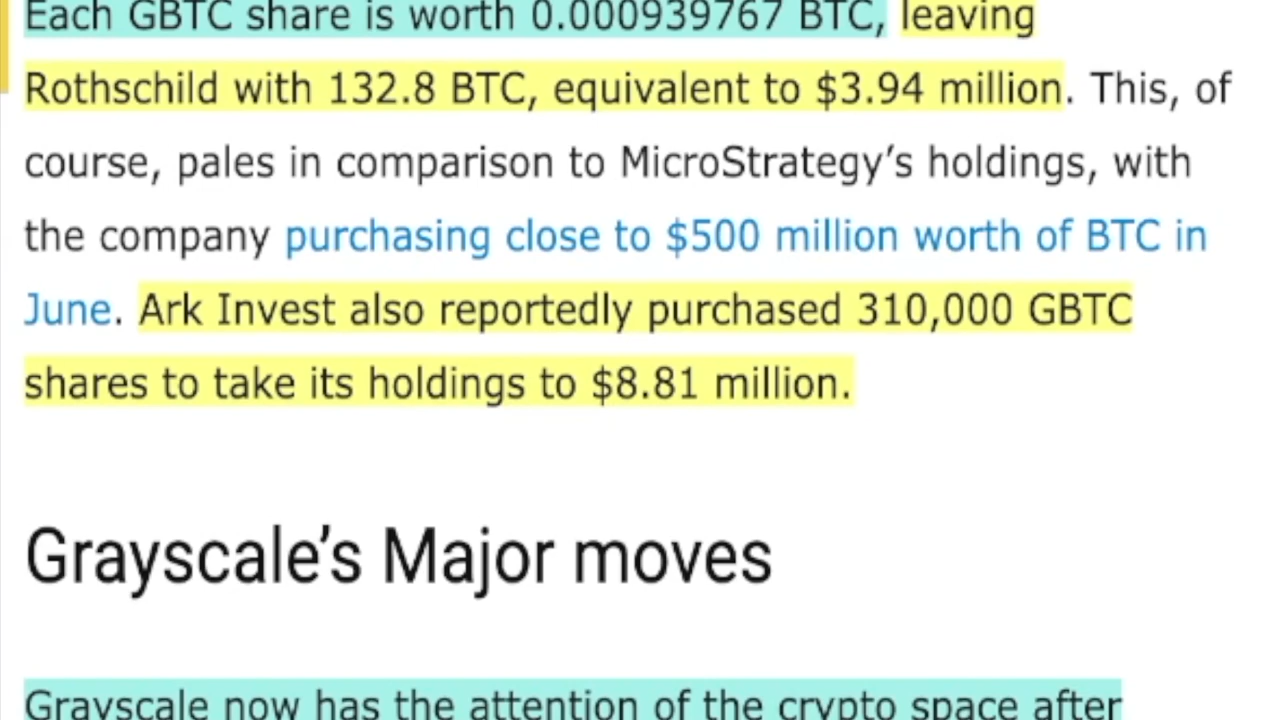 Each GBTC share is worth 0.000939767 BTC, leaving
Rothschild with 132.8 BTC, equivalent to $3.94 million. This, of
course, pales in comparison to MicroStrategy’s holdings, with
the company purchasing close to $500 million worth of BTC in
June. Ark Invest also reportedly purchased 310,000 GBTC
shares to take its holdings to $8.81 million.
Grayscale’s Major moves
Grayscale now has the attention of the crypto space after